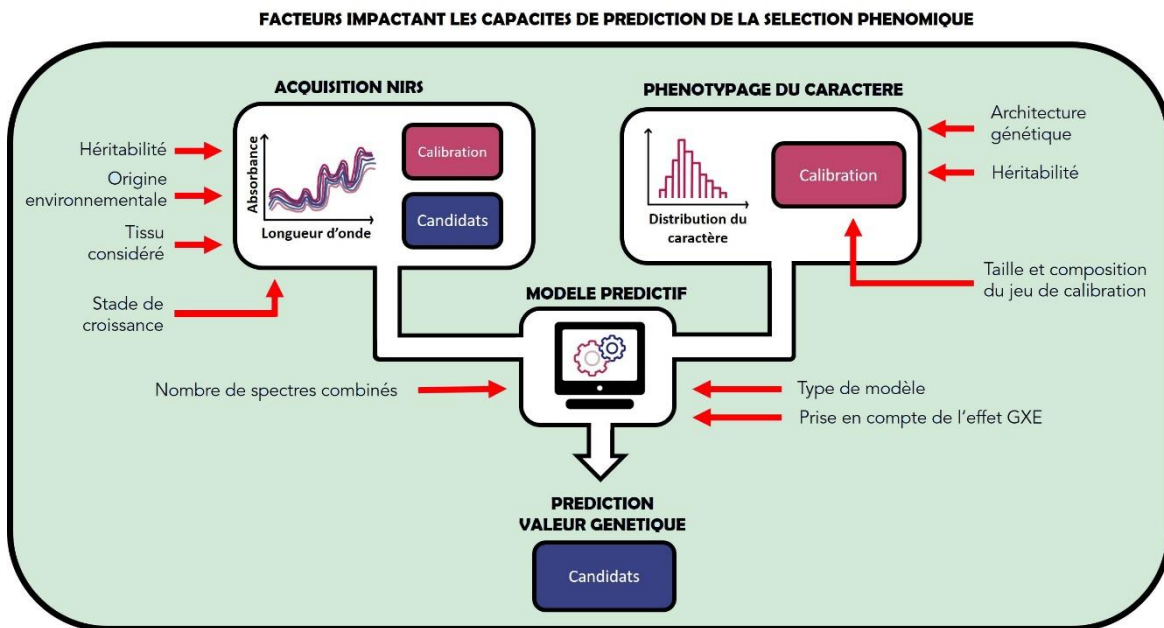 FACTEURS IMPACTANT LES CAPACITES DE PREDICTION DE LA SELECTION PHENOMIQUE
ACQUISITION NIRS
Héritabilité
Origine
environnementale
Tissu
considéré
Stade de
croissance
Absorbance
Longueur d'onde
Calibration
Candidats
PHENOTYPAGE DU CARACTERE
Distribution du
caractère
Calibration
Architecture
génétique
Héritabilité
Taille et composition
du jeu de calibration
MODELE PREDICTIF
Nombre de spectres combinés
Type de modèle
Prise en compte de l'effet GXE
PREDICTION
VALEUR GENETIQUE
Candidats